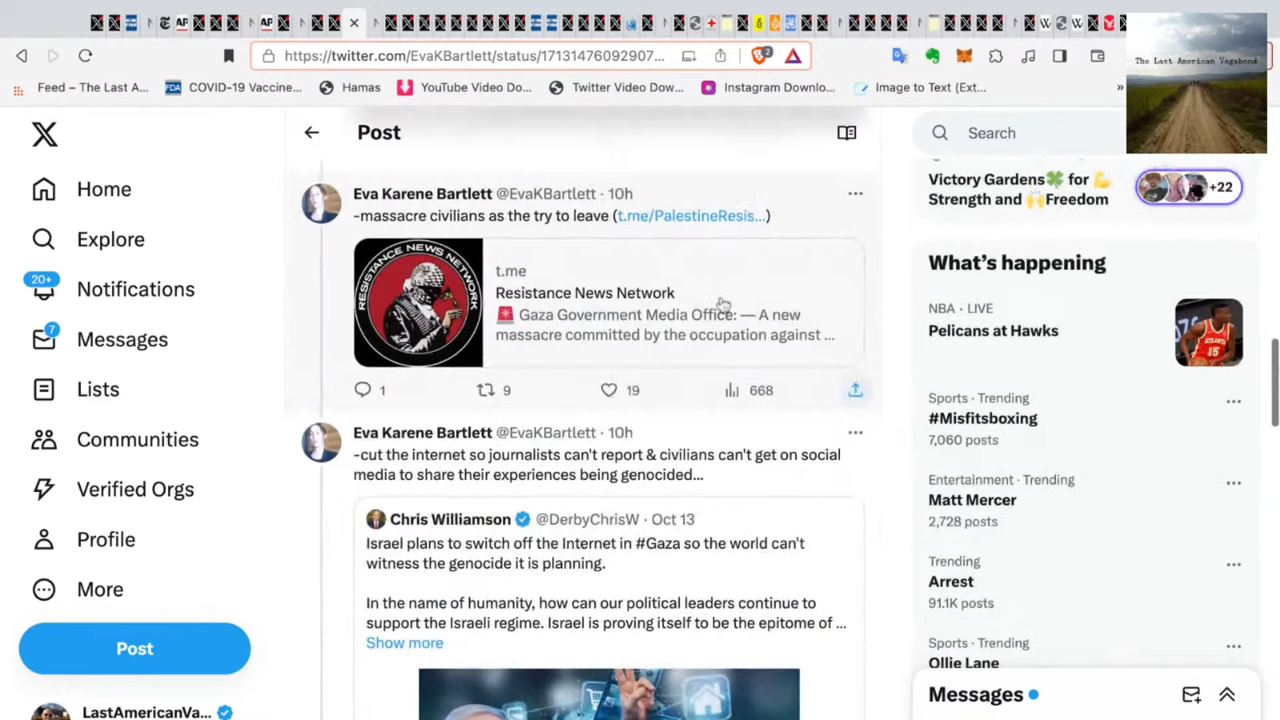 https://twitter.com/EvaKBartlett/status/17131476092907...
2
The Last American Vagabond
Feed – The Last A...
FDA
COVID-19 Vaccine...
Hamas
YouTube Video Do...
Twitter Video Dow...
Instagram Downlo...
Image to Text (Ext...
»
Post
Search
Home
Explore
20+
Notifications
7
Messages
Lists
Communities
Verified Orgs
Profile
More
Post
LastAmericanVa...
Eva Karene Bartlett @EvaKBartlett · 10h
-massacre civilians as the try to leave (t.me/PalestineResis...)
RESISTANCE NEWS NETWORK
t.me
Resistance News Network
🚨 Gaza Government Media Office: — A new
massacre committed by the occupation against ...
1
9
19
668
Eva Karene Bartlett @EvaKBartlett · 10h
-cut the internet so journalists can't report & civilians can't get on social
media to share their experiences being genocided...
Chris Williamson @DerbyChrisW · Oct 13
Israel plans to switch off the Internet in #Gaza so the world can't
witness the genocide it is planning.
In the name of humanity, how can our political leaders continue to
support the Israeli regime. Israel is proving itself to be the epitome of ...
Show more
Victory Gardens🍀 for 💪
Strength and 🙌Freedom
+22
What's happening
NBA · LIVE
Pelicans at Hawks
Sports · Trending
#Misfitsboxing
7,060 posts
Entertainment · Trending
Matt Mercer
2,728 posts
Trending
Arrest
91.1K posts
Sports · Trending
Ollie Lane
Messages